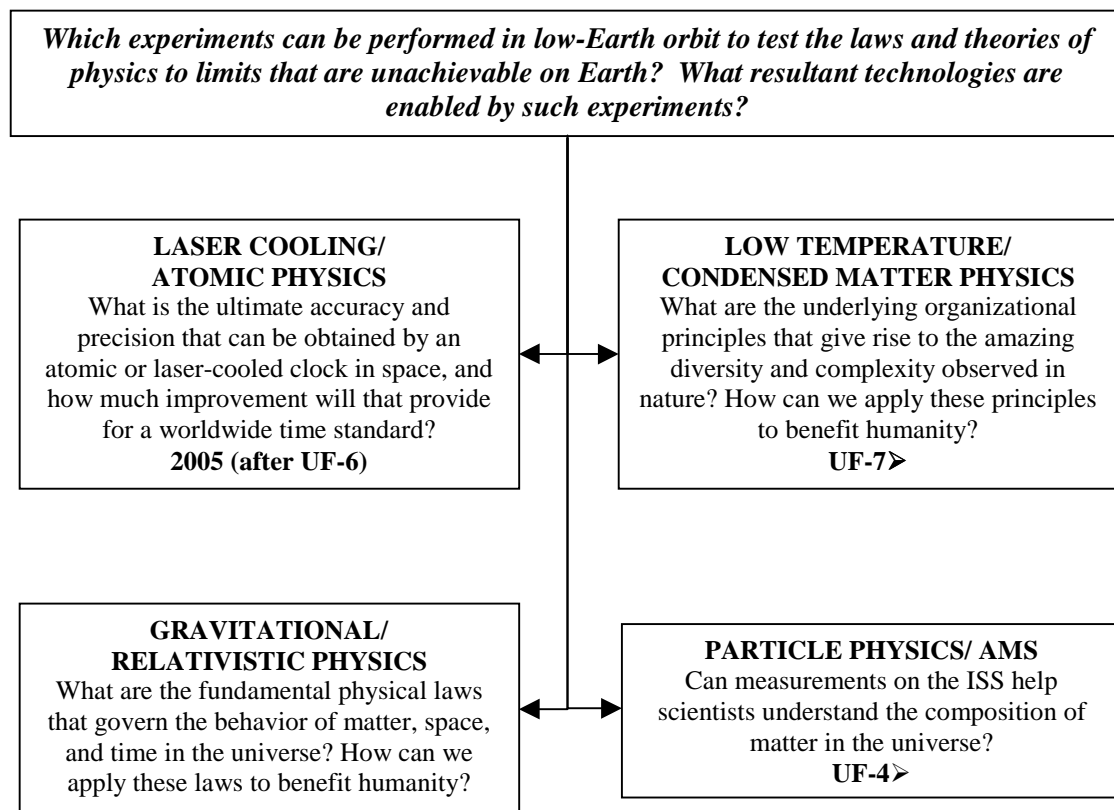 Which experiments can be performed in low-Earth orbit to test the laws and theories of
physics to limits that are unachievable on Earth?  What resultant technologies are
enabled by such experiments?
LASER COOLING/
ATOMIC PHYSICS
What is the ultimate accuracy and
precision that can be obtained by an
atomic or laser-cooled clock in space, and
how much improvement will that provide
for a worldwide time standard?
2005 (after UF-6)
LOW TEMPERATURE/
CONDENSED MATTER PHYSICS
What are the underlying organizational
principles that give rise to the amazing
diversity and complexity observed in
nature? How can we apply these principles
to benefit humanity?
UF-7➢
GRAVITATIONAL/
RELATIVISTIC PHYSICS
What are the fundamental physical laws
that govern the behavior of matter, space,
and time in the universe? How can we
apply these laws to benefit humanity?
PARTICLE PHYSICS/ AMS
Can measurements on the ISS help
scientists understand the composition of
matter in the universe?
UF-4➢